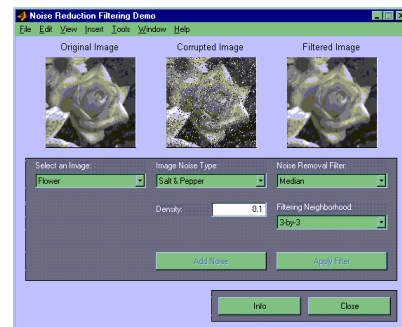 Noise Reduction Filtering Demo
File Edit View Insert Tools Window Help
Original Image Corrupted Image Filtered Image
Select an Image: Image Noise Type: Noise Removal Filter:
Flower Salt & Pepper Median
Density: 0.1 Filtering Neighborhood:
3-by-3
Add Noise Apply Filter
Info Close